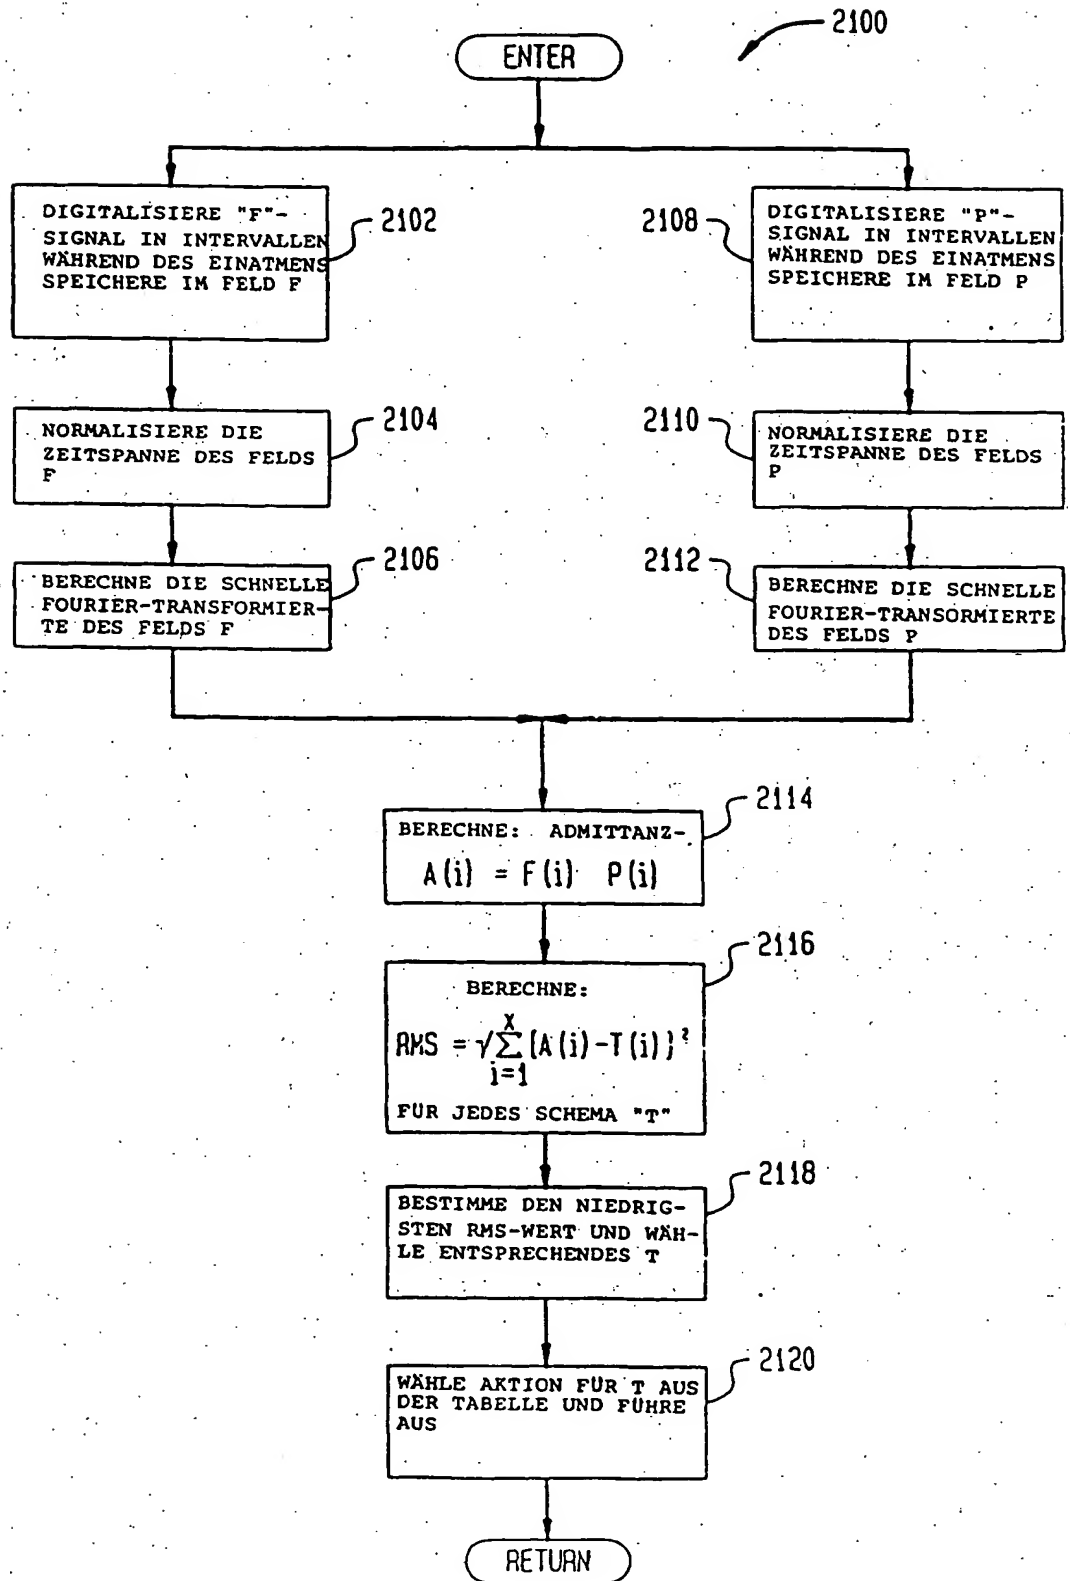 2100
ENTER
DIGITALISIERE "F"-
SIGNAL IN INTERVALLEN
WÄHREND DES EINATMENS
SPEICHERE IM FELD F
2102
2108
DIGITALISIERE "P"-
SIGNAL IN INTERVALLEN
WÄHREND DES EINATMENS
SPEICHERE IM FELD P
NORMALISIERE DIE
ZEITSPANNE DES FELDS
F
2104
2110
NORMALISIERE DIE
ZEITSPANNE DES FELDS
P
BERECHNE DIE SCHNELLE
FOURIER-TRANSFORMIER-
TE DES FELDS F
2106
2112
BERECHNE DIE SCHNELLE
FOURIER-TRANSORMIERTE
DES FELDS P
2114
BERECHNE: ADMITTANZ-
A(i) = F(i) P(i)
2116
BERECHNE:
RMS = √∑ X i=1 [A(i)-T(i)]²
FÜR JEDES SCHEMA "T"
2118
BESTIMME DEN NIEDRIG-
STEN RMS-WERT UND WÄH-
LE ENTSPRECHENDES T
2120
WÄHLE AKTION FÜR T AUS
DER TABELLE UND FÜHRE
AUS
RETURN